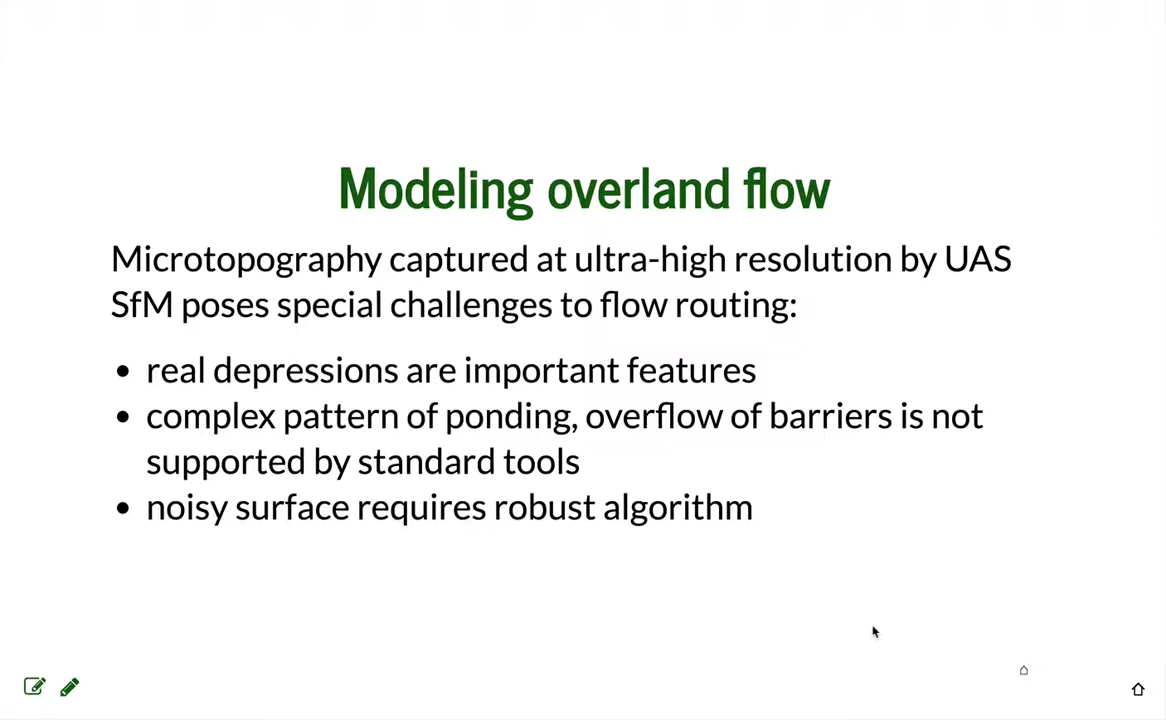 Modeling overland flow
Microtopography captured at ultra-high resolution by UAS
SfM poses special challenges to flow routing:
• real depressions are important features
• complex pattern of ponding, overflow of barriers is not
supported by standard tools
• noisy surface requires robust algorithm